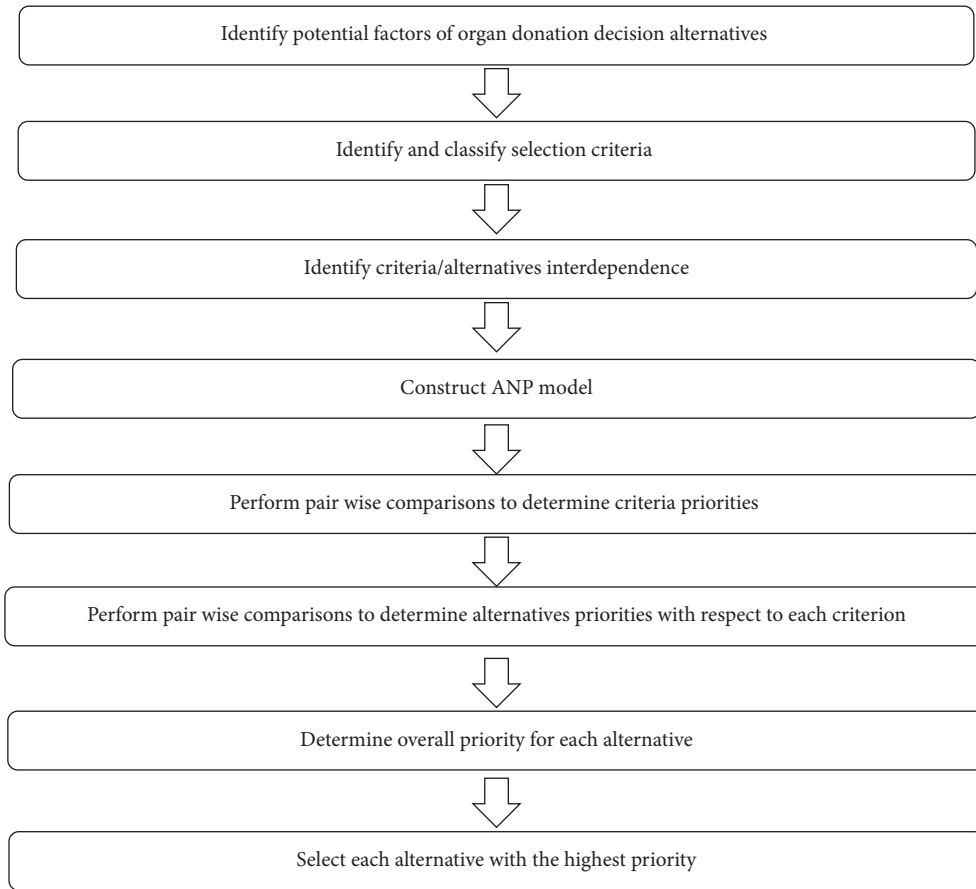 Identify potential factors of organ donation decision alternatives
Identify and classify selection criteria
Identify criteria/alternatives interdependence
Construct ANP model
Perform pair wise comparisons to determine criteria priorities
Perform pair wise comparisons to determine alternatives priorities with respect to each criterion
Determine overall priority for each alternative
Select each alternative with the highest priority